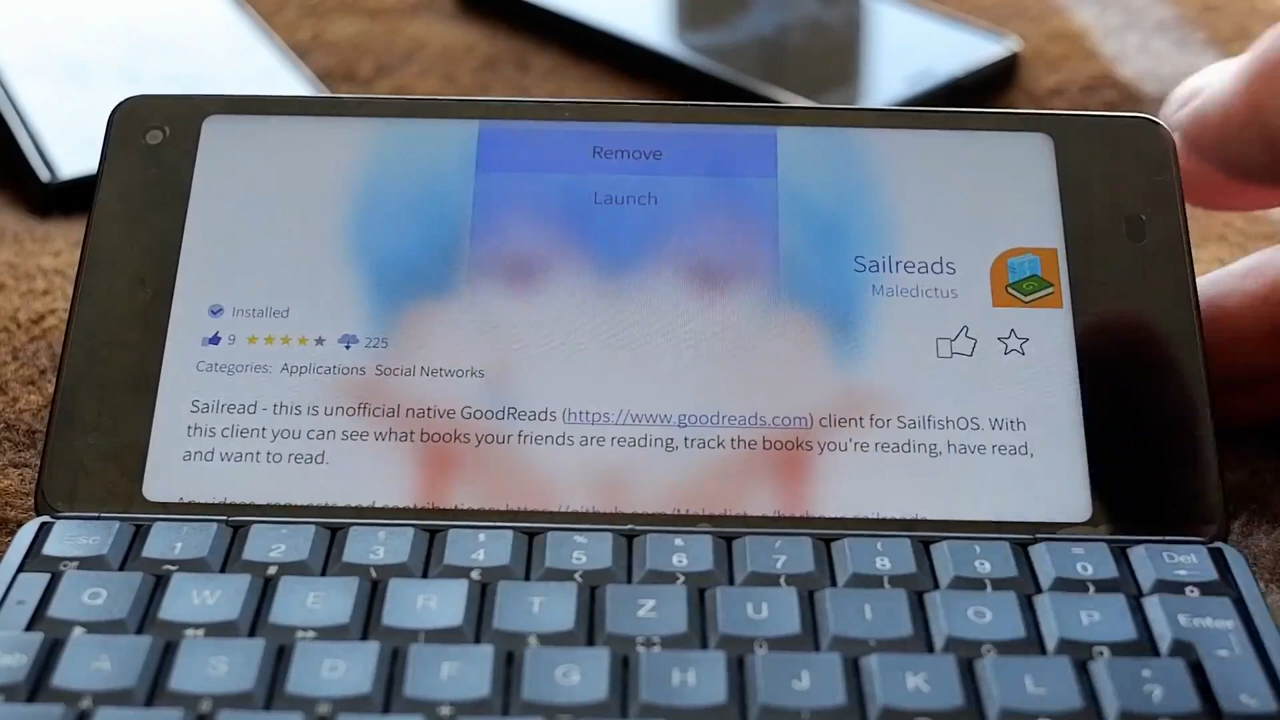 Remove
Launch
Sailreads
Maledictus
Installed
9 225
Categories: Applications Social Networks
Sailread - this is unofficial native GoodReads (https://www.goodreads.com) client for SailfishOS. With
this client you can see what books your friends are reading, track the books you're reading, have read,
and want to read.
Esc 1 2 3 4 5 6 7 8 9 0 Del
Q W E R T Z U I O P Enter
A S D F G H J K L ?